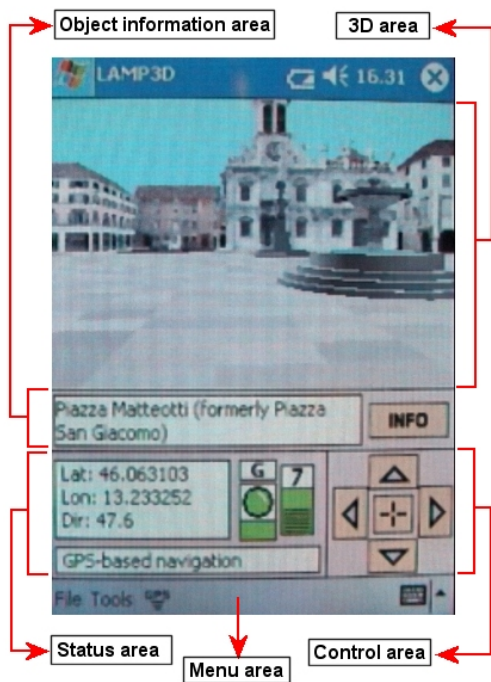 Object information area
3D area
LAMP3D
16.31
Piazza Matteotti (formerly Piazza
San Giacomo)
INFO
Lat: 46.063103
Lon: 13.233252
Dir: 47.6
G
7
GPS-based navigation
File Tools GPS
Status area
Menu area
Control area